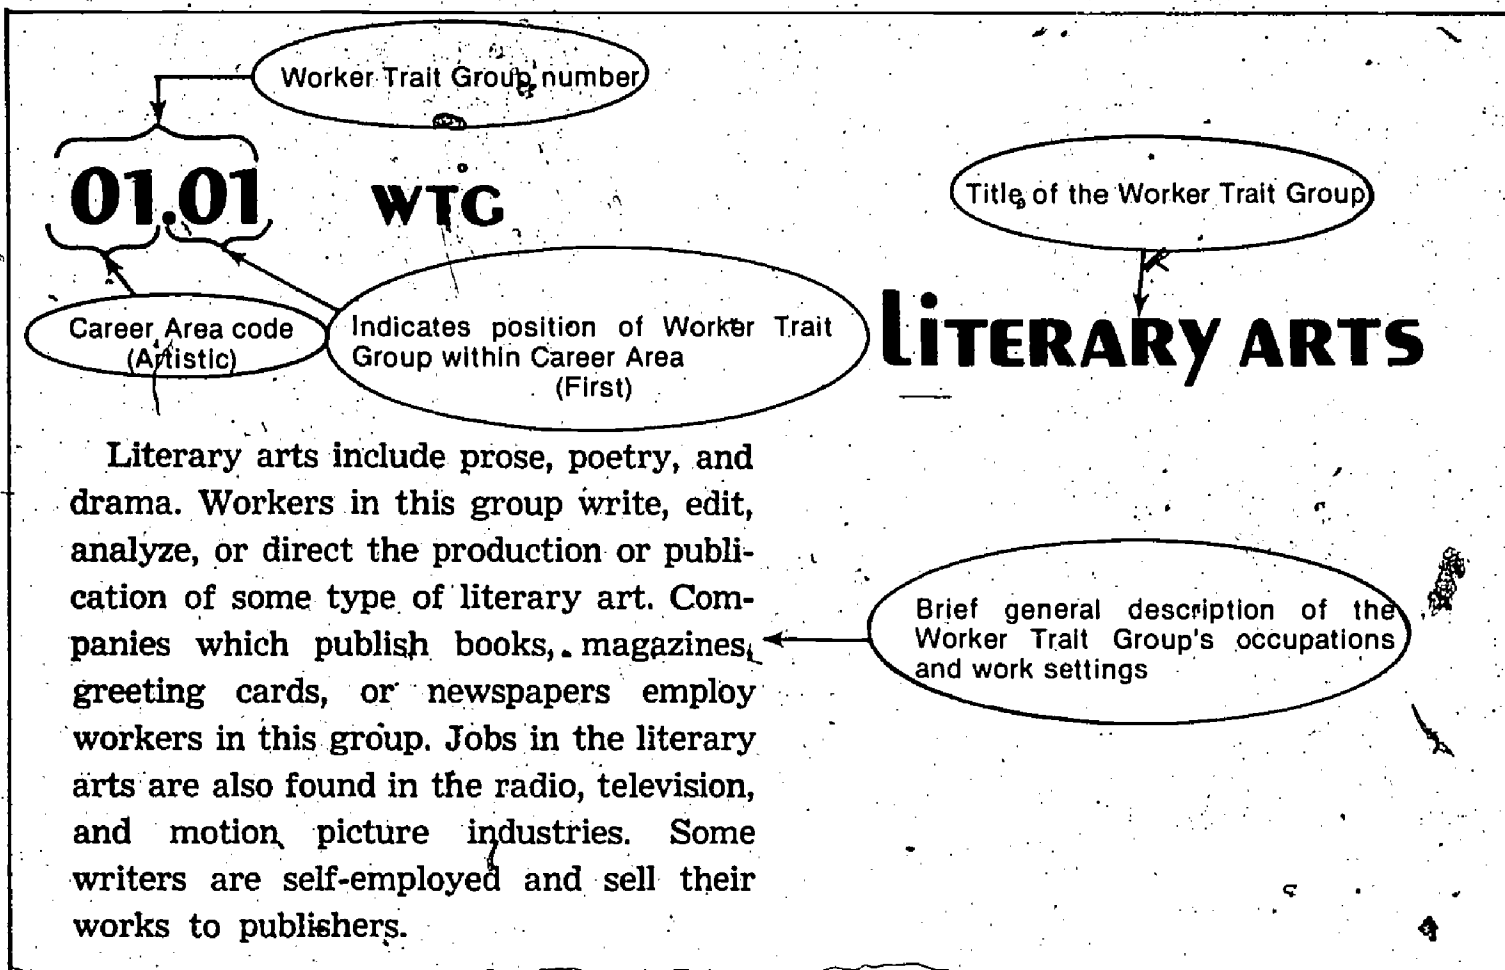 Worker Trait Group number
01.01 WTG
Title of the Worker Trait Group
Career Area code
(Artistic)
Indicates position of Worker Trait
Group within Career Area
(First)
LiTERARY ARTS
Literary arts include prose, poetry, and
drama. Workers in this group write, edit,
analyze, or direct the production or publi-
cation of some type of literary art. Com-
panies which publish books, magazines,
greeting cards, or newspapers employ
workers in this group. Jobs in the literary
arts are also found in the radio, television,
and motion picture industries. Some
writers are self-employed and sell their
works to publishers.
Brief general description of the
Worker Trait Group's occupations
and work settings